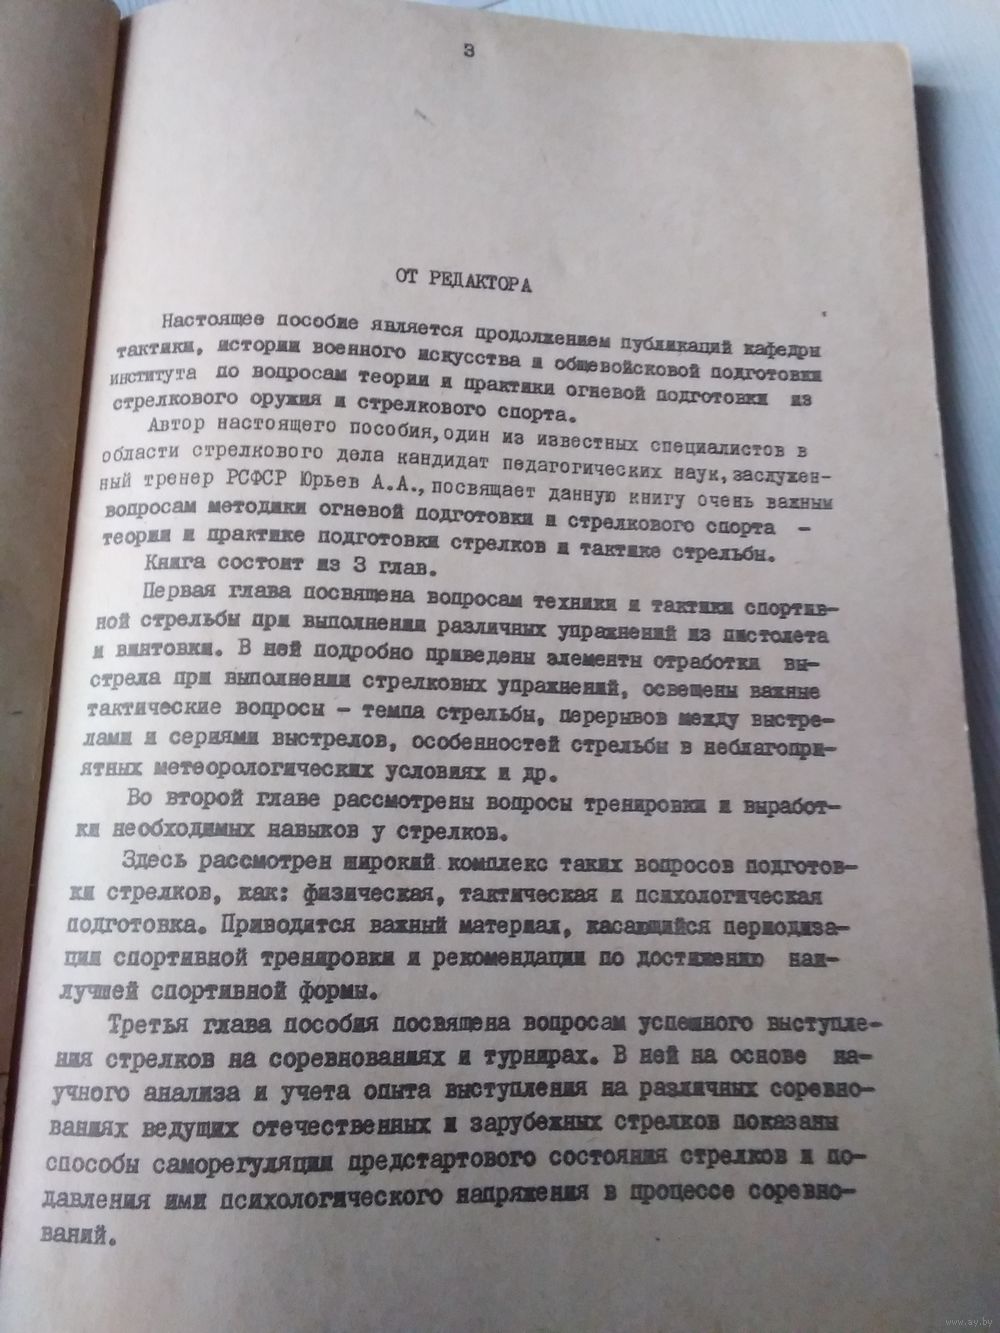 3
ОТ РЕДАКТОРА
Настоящее пособие является продолжением публикаций кафедры
тактики, истории военного искусства и общевойсковой подготовки
института по вопросам теории и практики огневой подготовки из
стрелкового оружия и стрелкового спорта.
Автор настоящего пособия, один из известных специалистов в
области стрелкового дела кандидат педагогических наук, заслужен-
ный тренер РСФСР Юрьев А.А., посвящает данную книгу очень важным
вопросам методики огневой подготовки и стрелкового спорта -
теории и практике подготовки стрелков и тактике стрельбы.
Книга состоит из 3 глав.
Первая глава посвящена вопросам техники и тактики спортив-
ной стрельбы при выполнении различных упражнений из пистолета
и винтовки. В ней подробно приведены элементы отработки вы-
стрела при выполнении стрелковых упражнений, освещены важные
тактические вопросы - темпа стрельбы, перерывов между выстре-
лами и сериями выстрелов, особенностей стрельбы в неблагопри-
ятных метеорологических условиях и др.
Во второй главе рассмотрены вопросы тренировки и выработ-
ки необходимых навыков у стрелков.
Здесь рассмотрен широкий комплекс таких вопросов подготов-
ки стрелков, как: физическая, тактическая и психологическая
подготовка. Приводится важный материал, касающийся периодиза-
ции спортивной тренировки и рекомендации по достижению наи-
лучшей спортивной формы.
Третья глава пособия посвящена вопросам успешного выступле-
ния стрелков на соревнованиях и турнирах. В ней на основе на-
учного анализа и учета опыта выступления на различных соревно-
ваниях ведущих отечественных и зарубежных стрелков показаны
способы саморегуляции предстартового состояния стрелков и по-
давления ими психологического напряжения в процессе соревно-
ваний.
www.ay.by